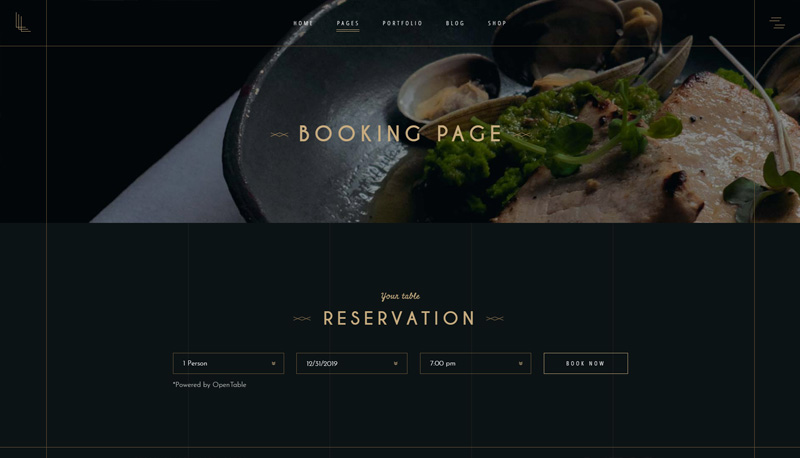 HOME PAGES PORTFOLIO BLOG SHOP
BOOKING PAGE
Your table
RESERVATION
1 Person 12/31/2019 7:00 pm BOOK NOW
*Powered by OpenTable